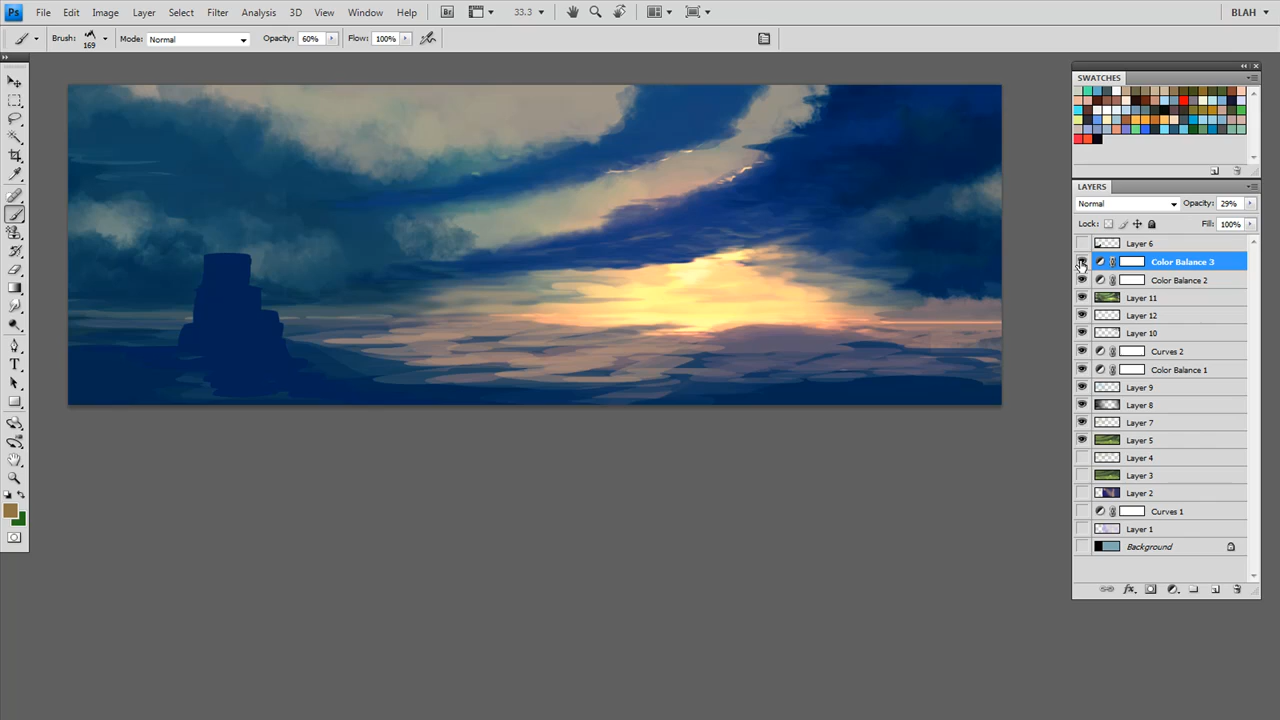 Ps File Edit Image Layer Select Filter Analysis 3D View Window Help Br 33.3 BLAH
Brush: 169 Mode: Normal Opacity: 60% Flow: 100%
SWATCHES
LAYERS
Normal Opacity: 29%
Lock: Fill: 100%
Layer 6
Color Balance 3
Color Balance 2
Layer 11
Layer 12
Layer 10
Curves 2
Color Balance 1
Layer 9
Layer 8
Layer 7
Layer 5
Layer 4
Layer 3
Layer 2
Curves 1
Layer 1
Background
fx
T